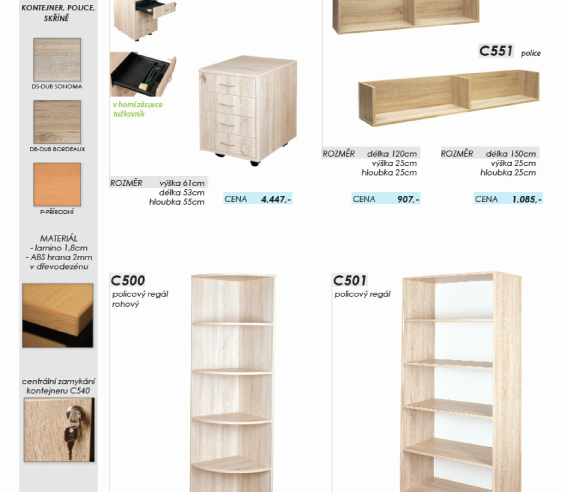 KONTEJNER, POLICE,
SKŘÍNĚ
DS-DUB SONOMA
DB-DUB BORDEAUX
P-PŘÍRODNÍ
MATERIÁL
- lamino 1,8cm
- ABS hrana 2mm
v dřevodezénu
centrální zamykání
kontejneru C540
v horní zásuvce
tužkovník
ROZMĚR výška 61cm
délka 53cm
hloubka 55cm
CENA 4.447,-
C551 police
ROZMĚR délka 120cm
výška 25cm
hloubka 25cm
CENA 907,-
ROZMĚR délka 150cm
výška 25cm
hloubka 25cm
CENA 1.085,-
C500
policový regál
rohový
C501
policový regál